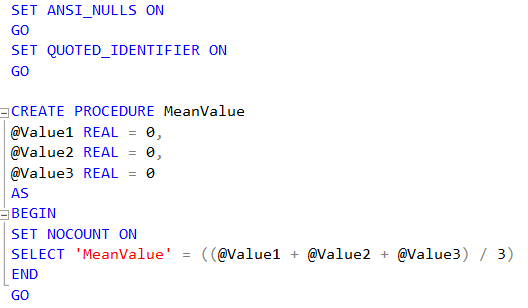 SET ANSI_NULLS ON
GO
SET QUOTED_IDENTIFIER ON
GO
CREATE PROCEDURE MeanValue
@Value1 REAL = 0,
@Value2 REAL = 0,
@Value3 REAL = 0
AS
BEGIN
SET NOCOUNT ON
SELECT 'MeanValue' = ((@Value1 + @Value2 + @Value3) / 3)
END
GO